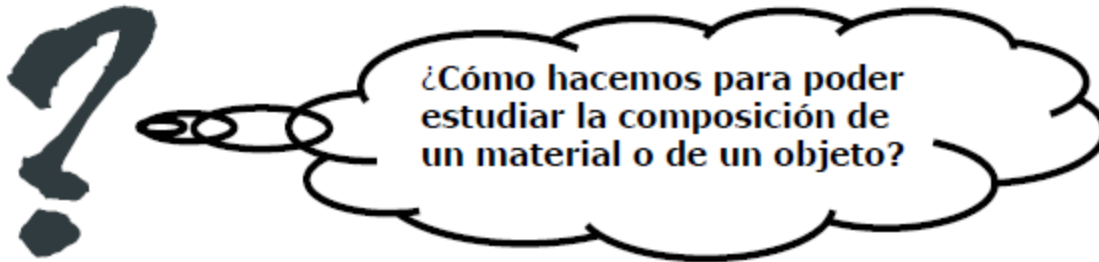 ¿Cómo hacemos para poder
estudiar la composición de
un material o de un objeto?